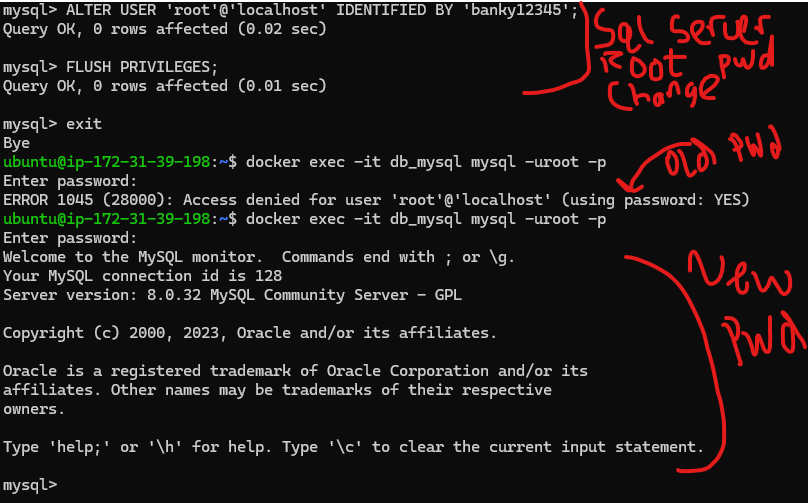 mysql> ALTER USER 'root'@'localhost' IDENTIFIED BY 'banky12345';
Query OK, 0 rows affected (0.02 sec)
mysql> FLUSH PRIVILEGES;
Query OK, 0 rows affected (0.01 sec)
Sql Server
Root pwd
Change
mysql> exit
Bye
ubuntu@ip-172-31-39-198:~$ docker exec -it db_mysql mysql -uroot -p
OLD PWD
Enter password:
ERROR 1045 (28000): Access denied for user 'root'@'localhost' (using password: YES)
ubuntu@ip-172-31-39-198:~$ docker exec -it db_mysql mysql -uroot -p
Enter password:
Welcome to the MySQL monitor.  Commands end with ; or \g.
Your MySQL connection id is 128
Server version: 8.0.32 MySQL Community Server - GPL
New
PWD
Copyright (c) 2000, 2023, Oracle and/or its affiliates.
Oracle is a registered trademark of Oracle Corporation and/or its
affiliates. Other names may be trademarks of their respective
owners.
Type 'help;' or '\h' for help. Type '\c' to clear the current input statement.
mysql>